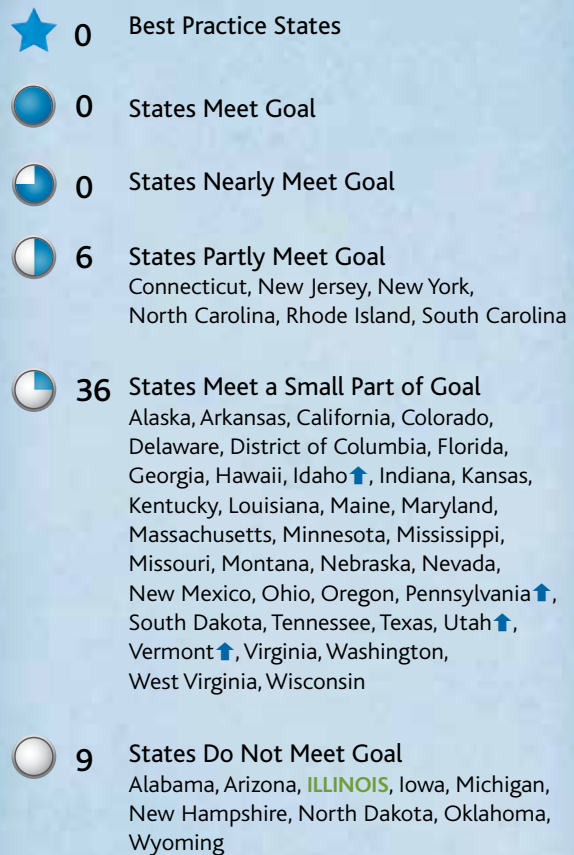 0 Best Practice States
0 States Meet Goal
0 States Nearly Meet Goal
6 States Partly Meet Goal
Connecticut, New Jersey, New York,
North Carolina, Rhode Island, South Carolina
36 States Meet a Small Part of Goal
Alaska, Arkansas, California, Colorado,
Delaware, District of Columbia, Florida,
Georgia, Hawaii, Idaho⬆, Indiana, Kansas,
Kentucky, Louisiana, Maine, Maryland,
Massachusetts, Minnesota, Mississippi,
Missouri, Montana, Nebraska, Nevada,
New Mexico, Ohio, Oregon, Pennsylvania⬆,
South Dakota, Tennessee, Texas, Utah⬆,
Vermont⬆, Virginia, Washington,
West Virginia, Wisconsin
9 States Do Not Meet Goal
Alabama, Arizona, ILLINOIS, Iowa, Michigan,
New Hampshire, North Dakota, Oklahoma,
Wyoming